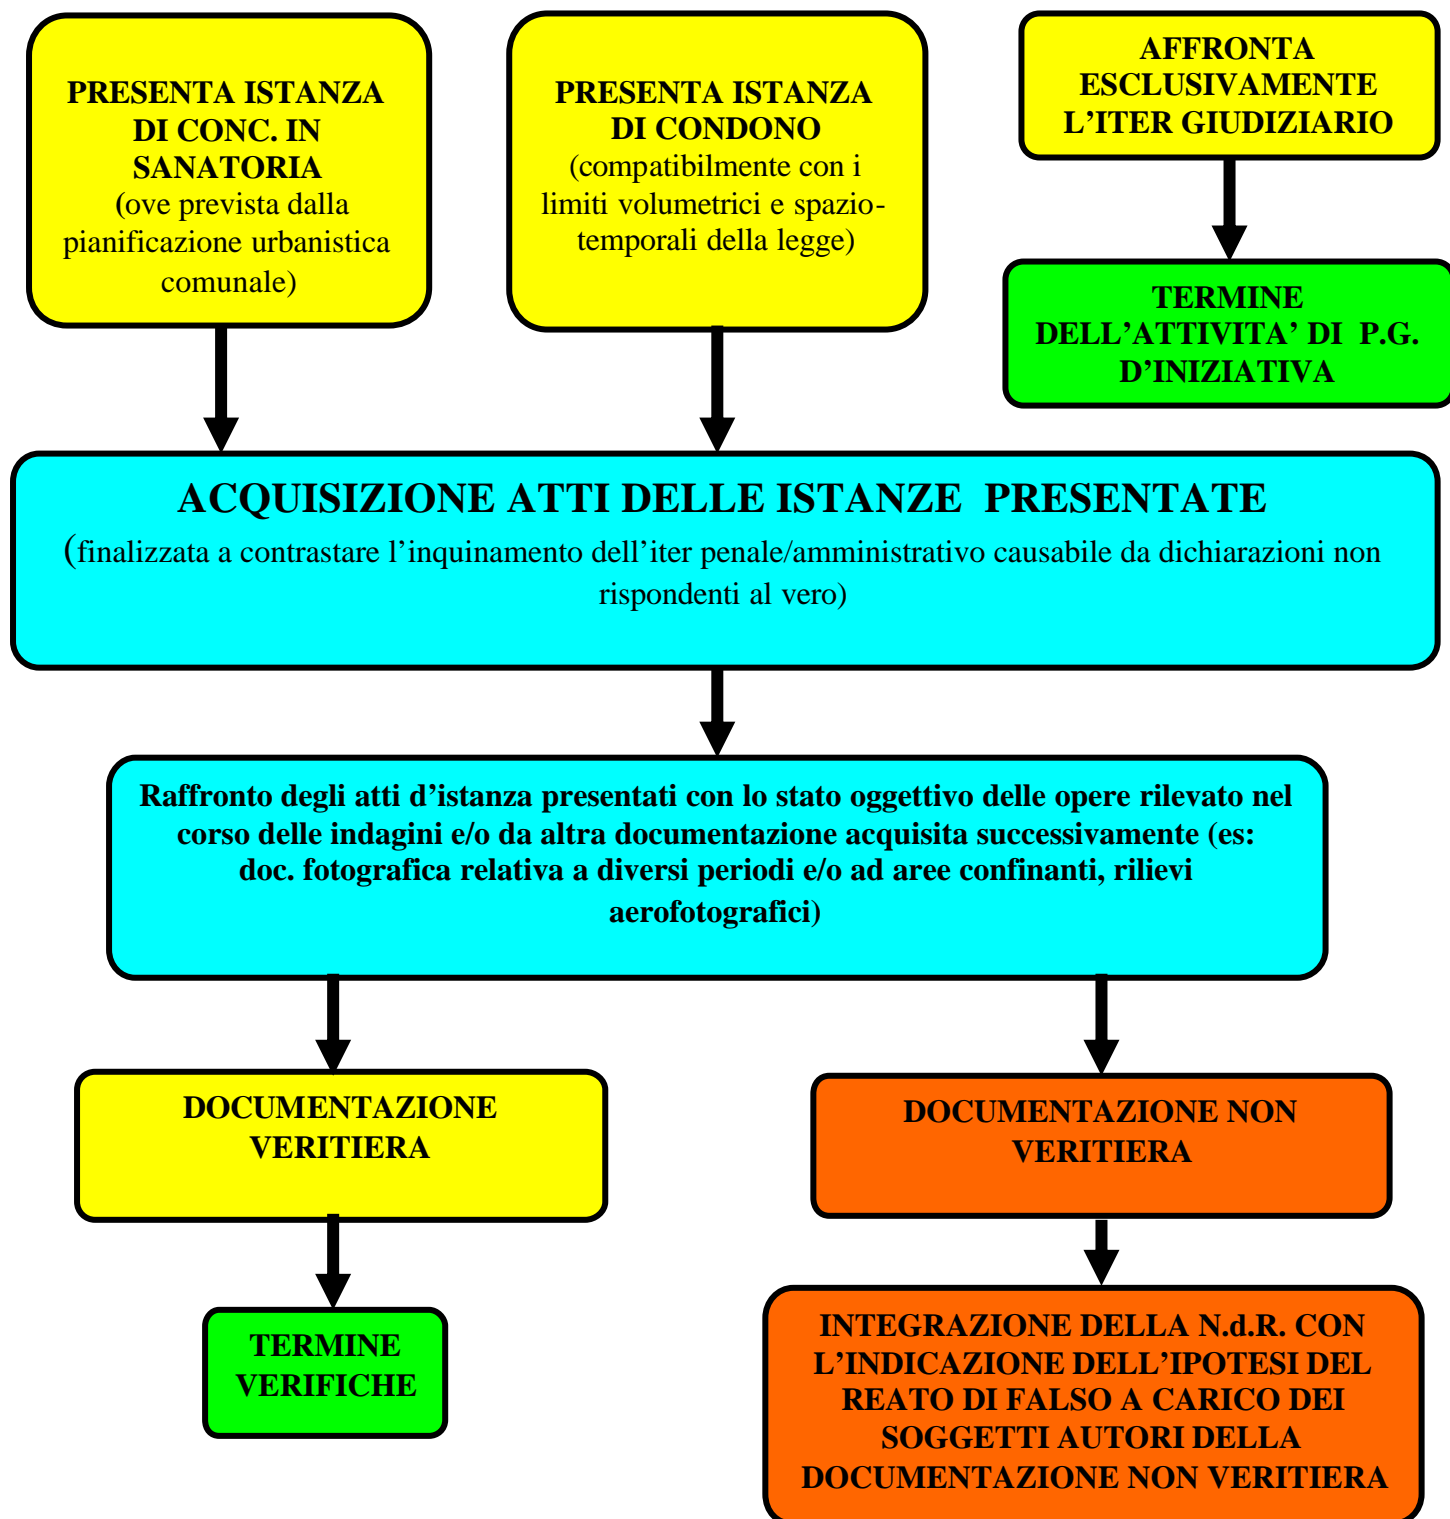 PRESENTA ISTANZA
DI CONC. IN
SANATORIA
(ove prevista dalla
pianificazione urbanistica
comunale)
PRESENTA ISTANZA
DI CONDONO
(compatibilmente con i
limiti volumetrici e spazio-
temporali della legge)
AFFRONTA
ESCLUSIVAMENTE
L’ITER GIUDIZIARIO
TERMINE
DELL’ATTIVITA’ DI P.G.
D’INIZIATIVA
ACQUISIZIONE ATTI DELLE ISTANZE PRESENTATE
(finalizzata a contrastare l’inquinamento dell’iter penale/amministrativo causabile da dichiarazioni non
rispondenti al vero)
Raffronto degli atti d’istanza presentati con lo stato oggettivo delle opere rilevato nel
corso delle indagini e/o da altra documentazione acquisita successivamente (es:
doc. fotografica relativa a diversi periodi e/o ad aree confinanti, rilievi
aerofotografici)
DOCUMENTAZIONE
VERITIERA
DOCUMENTAZIONE NON
VERITIERA
TERMINE
VERIFICHE
INTEGRAZIONE DELLA N.d.R. CON
L’INDICAZIONE DELL’IPOTESI DEL
REATO DI FALSO A CARICO DEI
SOGGETTI AUTORI DELLA
DOCUMENTAZIONE NON VERITIERA